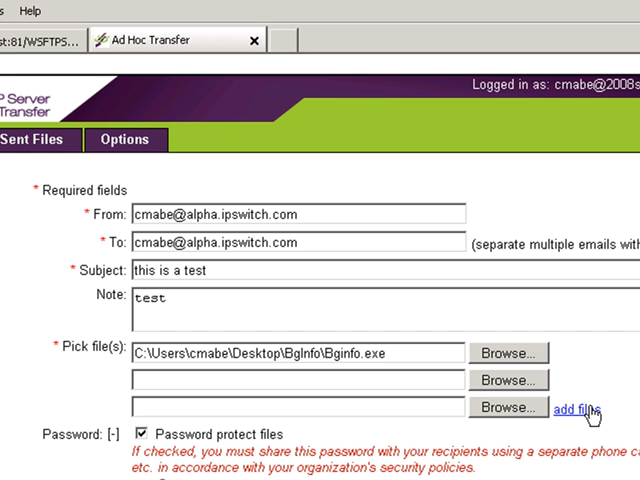 Help
st:81/WSFTPS... Ad Hoc Transfer
Logged in as: cmabe@2008s
P Server
Transfer
Sent Files Options
* Required fields
* From: cmabe@alpha.ipswitch.com
* To: cmabe@alpha.ipswitch.com (separate multiple emails with
* Subject: this is a test
Note: test
* Pick file(s): C:\Users\cmabe\Desktop\BgInfo\Bginfo.exe Browse...
Browse...
Browse... add files
Password: [-] Password protect files
If checked, you must share this password with your recipients using a separate phone ca
etc. in accordance with your organization's security policies.